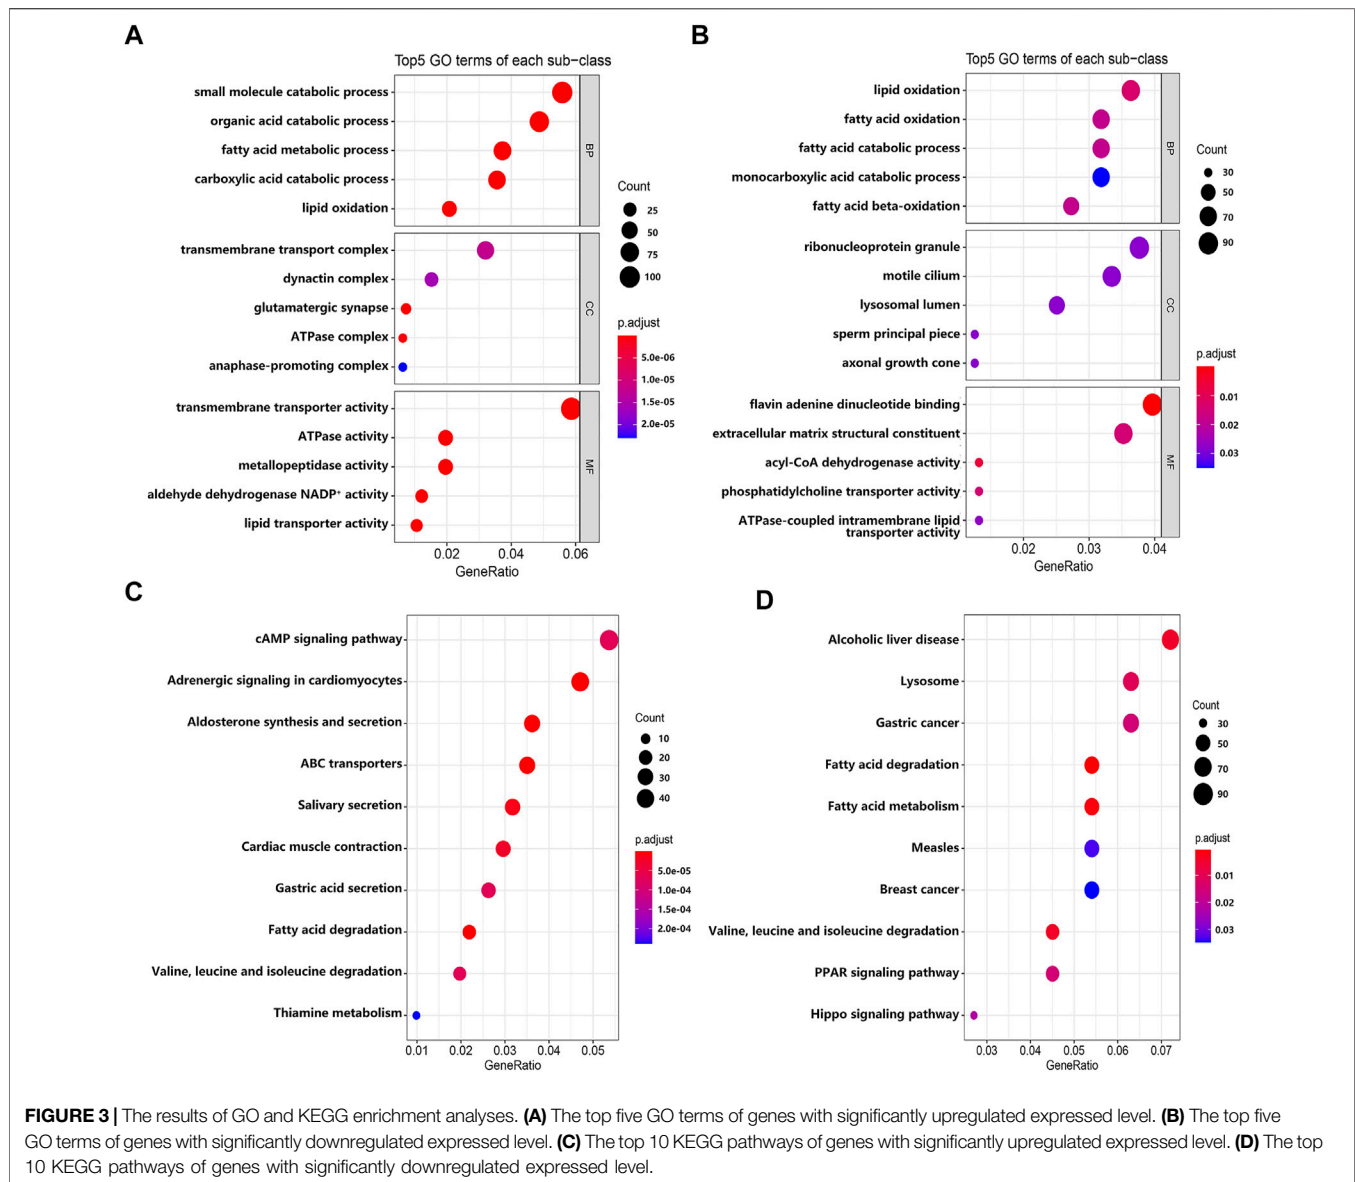 A
Top5 GO terms of each sub-class
small molecule catabolic process
organic acid catabolic process
fatty acid metabolic process
carboxylic acid catabolic process
lipid oxidation
BP
transmembrane transport complex
dynactin complex
glutamatergic synapse
ATPase complex
anaphase-promoting complex
CC
transmembrane transporter activity
ATPase activity
metallopeptidase activity
aldehyde dehydrogenase NADP⁺ activity
lipid transporter activity
MF
0.02 0.04 0.06
GeneRatio
Count
25
50
75
100
p.adjust
5.0e-06
1.0e-05
1.5e-05
2.0e-05
B
Top5 GO terms of each sub-class
lipid oxidation
fatty acid oxidation
fatty acid catabolic process
monocarboxylic acid catabolic process
fatty acid beta-oxidation
BP
ribonucleoprotein granule
motile cilium
lysosomal lumen
sperm principal piece
axonal growth cone
CC
flavin adenine dinucleotide binding
extracellular matrix structural constituent
acyl-CoA dehydrogenase activity
phosphatidylcholine transporter activity
ATPase-coupled intramembrane lipid
transporter activity
MF
0.02 0.03 0.04
GeneRatio
Count
30
50
70
90
p.adjust
0.01
0.02
0.03
C
cAMP signaling pathway
Adrenergic signaling in cardiomyocytes
Aldosterone synthesis and secretion
ABC transporters
Salivary secretion
Cardiac muscle contraction
Gastric acid secretion
Fatty acid degradation
Valine, leucine and isoleucine degradation
Thiamine metabolism
0.01 0.02 0.03 0.04 0.05
GeneRatio
Count
10
20
30
40
p.adjust
5.0e-05
1.0e-04
1.5e-04
2.0e-04
D
Alcoholic liver disease
Lysosome
Gastric cancer
Fatty acid degradation
Fatty acid metabolism
Measles
Breast cancer
Valine, leucine and isoleucine degradation
PPAR signaling pathway
Hippo signaling pathway
0.03 0.04 0.05 0.06 0.07
GeneRatio
Count
30
50
70
90
p.adjust
0.01
0.02
0.03
FIGURE 3 | The results of GO and KEGG enrichment analyses. (A) The top five GO terms of genes with significantly upregulated expressed level. (B) The top five
GO terms of genes with significantly downregulated expressed level. (C) The top 10 KEGG pathways of genes with significantly upregulated expressed level. (D) The top
10 KEGG pathways of genes with significantly downregulated expressed level.